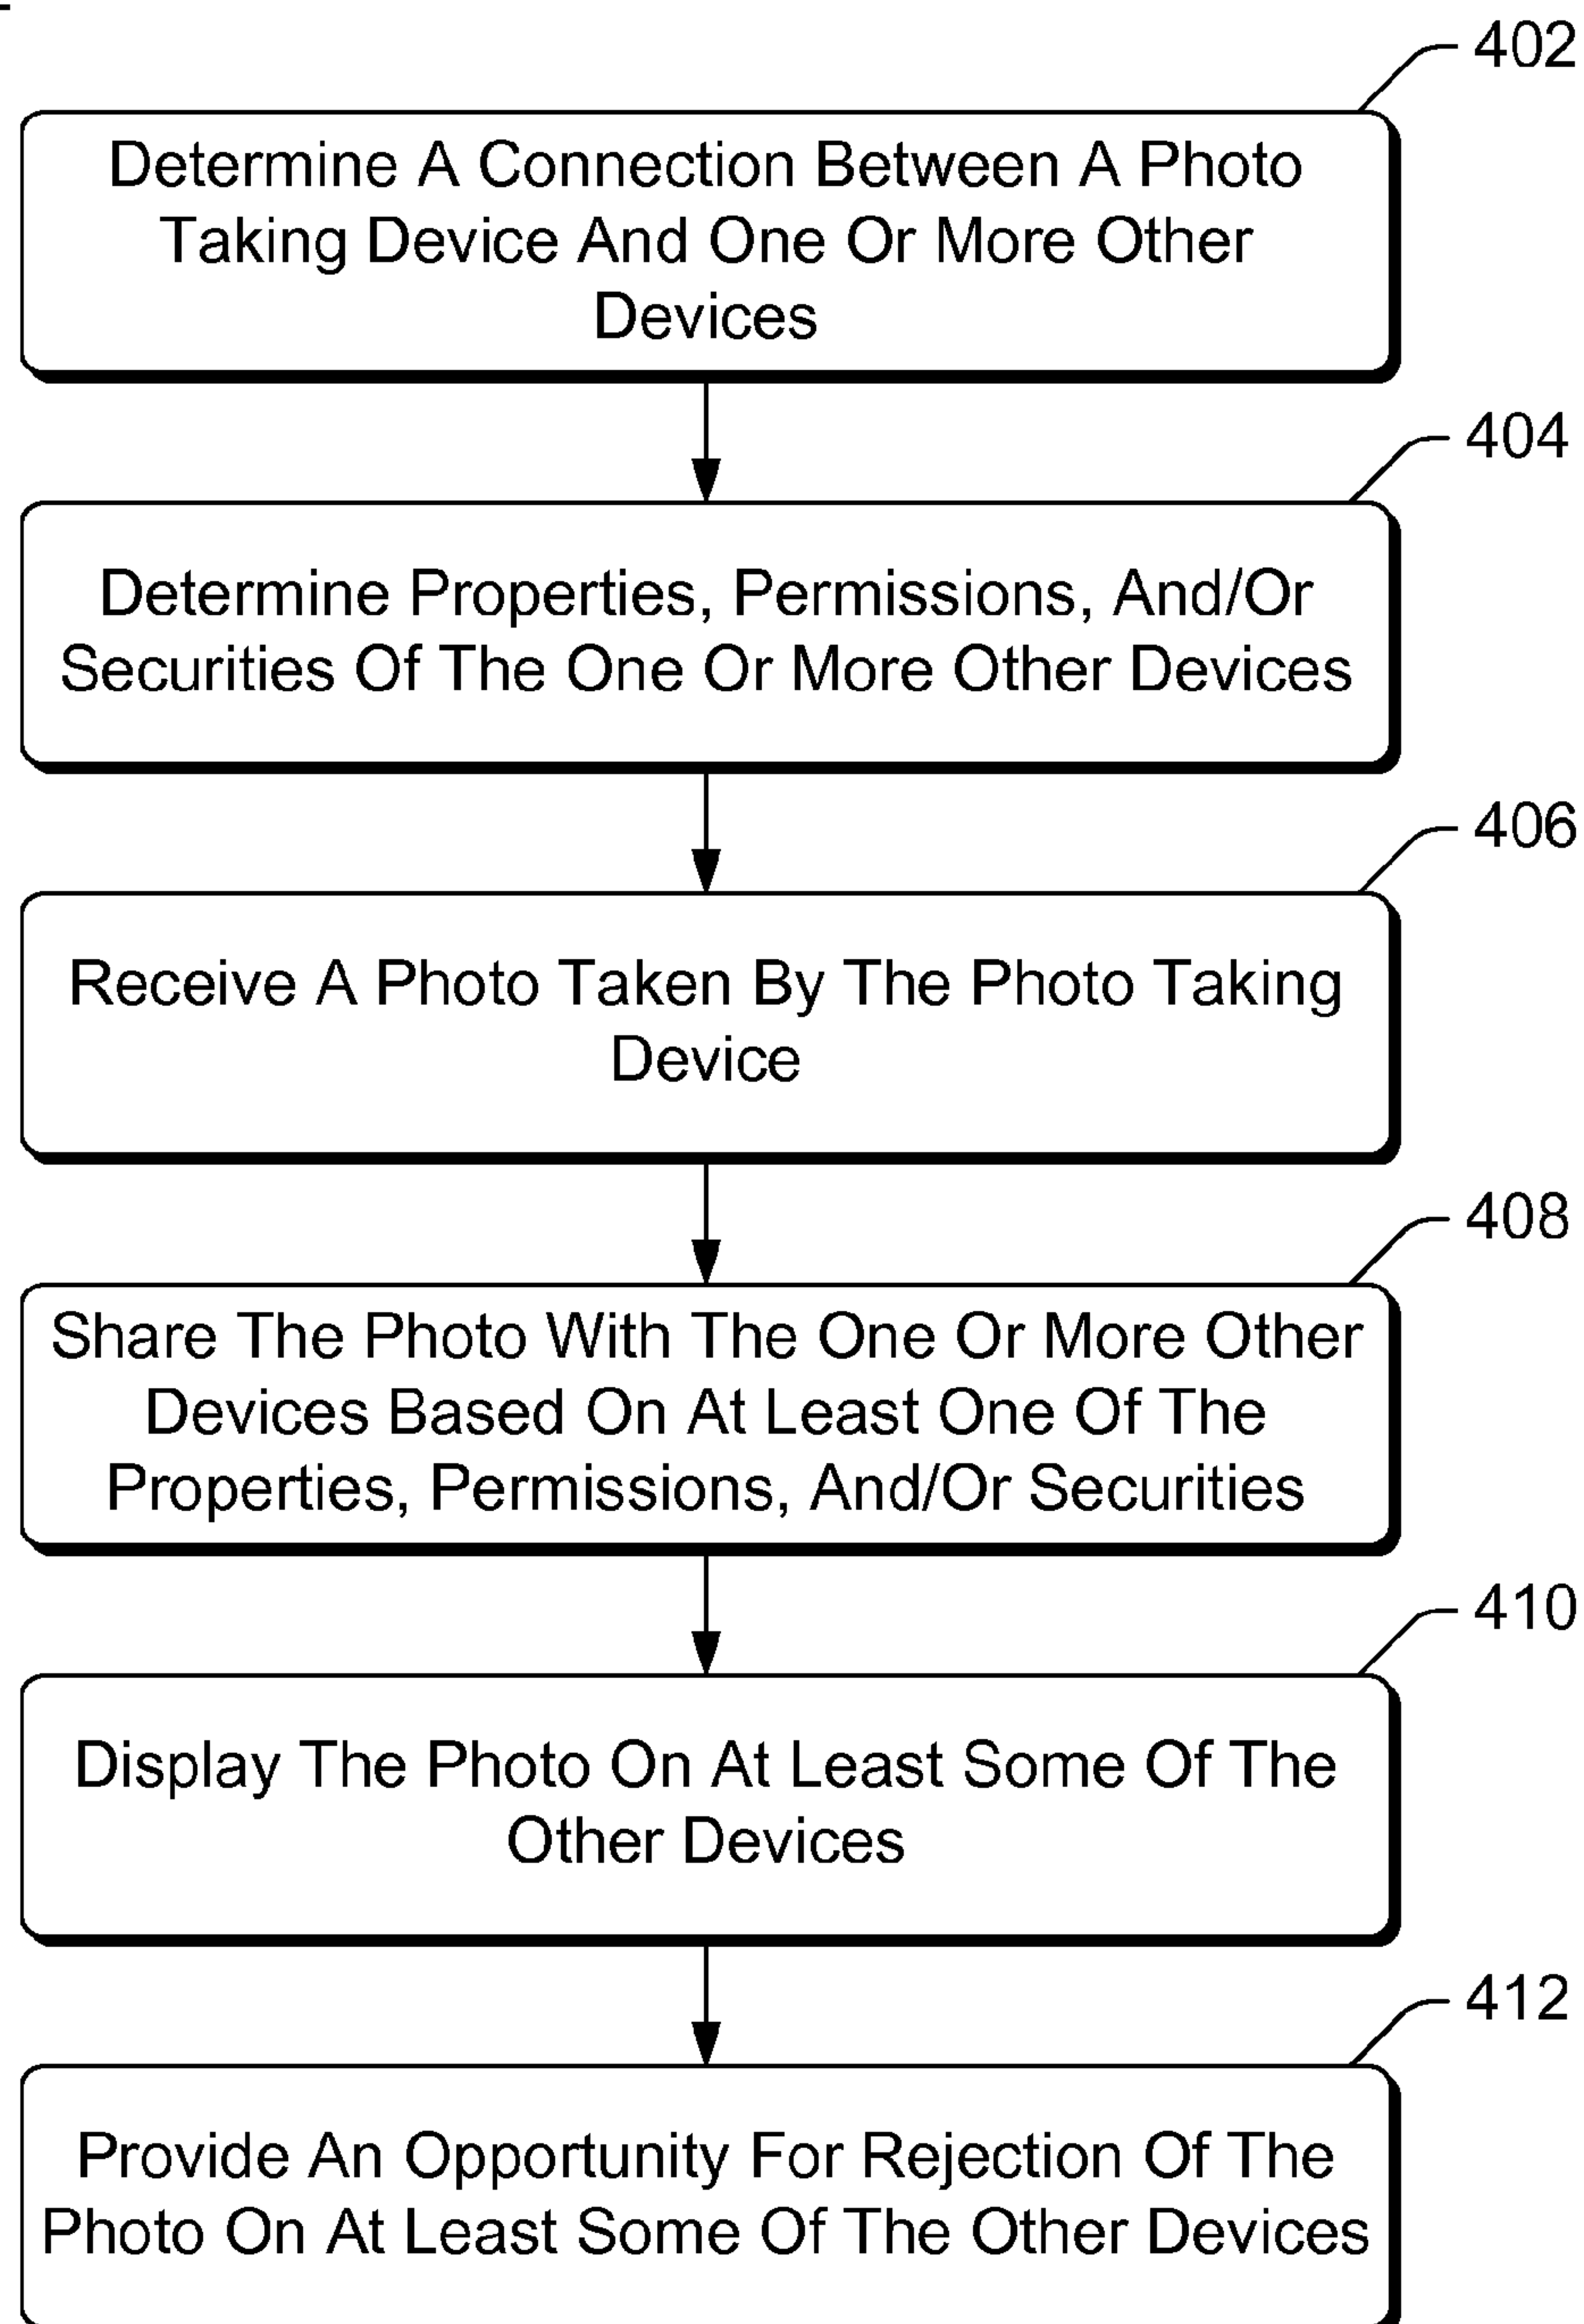 402
Determine A Connection Between A Photo
Taking Device And One Or More Other
Devices
404
Determine Properties, Permissions, And/Or
Securities Of The One Or More Other Devices
406
Receive A Photo Taken By The Photo Taking
Device
408
Share The Photo With The One Or More Other
Devices Based On At Least One Of The
Properties, Permissions, And/Or Securities
410
Display The Photo On At Least Some Of The
Other Devices
412
Provide An Opportunity For Rejection Of The
Photo On At Least Some Of The Other Devices